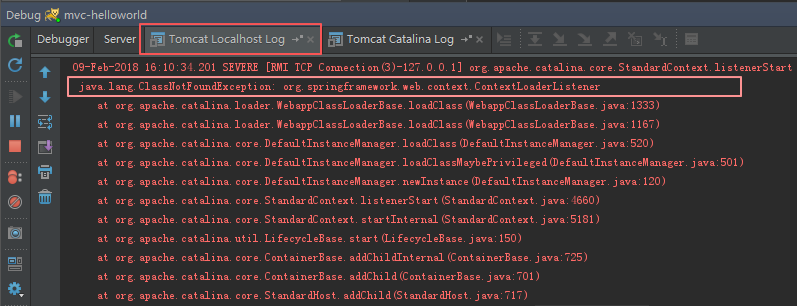 Debug mvc-helloworld
Debugger Server Tomcat Localhost Log Tomcat Catalina Log
09-Feb-2018 16:10:34.201 SEVERE [RMI TCP Connection(3)-127.0.0.1] org.apache.catalina.core.StandardContext.listenerStart
java.lang.ClassNotFoundException: org.springframework.web.context.ContextLoaderListener
at org.apache.catalina.loader.WebappClassLoaderBase.loadClass(WebappClassLoaderBase.java:1333)
at org.apache.catalina.loader.WebappClassLoaderBase.loadClass(WebappClassLoaderBase.java:1167)
at org.apache.catalina.core.DefaultInstanceManager.loadClass(DefaultInstanceManager.java:520)
at org.apache.catalina.core.DefaultInstanceManager.loadClassMaybePrivileged(DefaultInstanceManager.java:501)
at org.apache.catalina.core.DefaultInstanceManager.newInstance(DefaultInstanceManager.java:120)
at org.apache.catalina.core.StandardContext.listenerStart(StandardContext.java:4660)
at org.apache.catalina.core.StandardContext.startInternal(StandardContext.java:5181)
at org.apache.catalina.util.LifecycleBase.start(LifecycleBase.java:150)
at org.apache.catalina.core.ContainerBase.addChildInternal(ContainerBase.java:725)
at org.apache.catalina.core.ContainerBase.addChild(ContainerBase.java:701)
at org.apache.catalina.core.StandardHost.addChild(StandardHost.java:717)